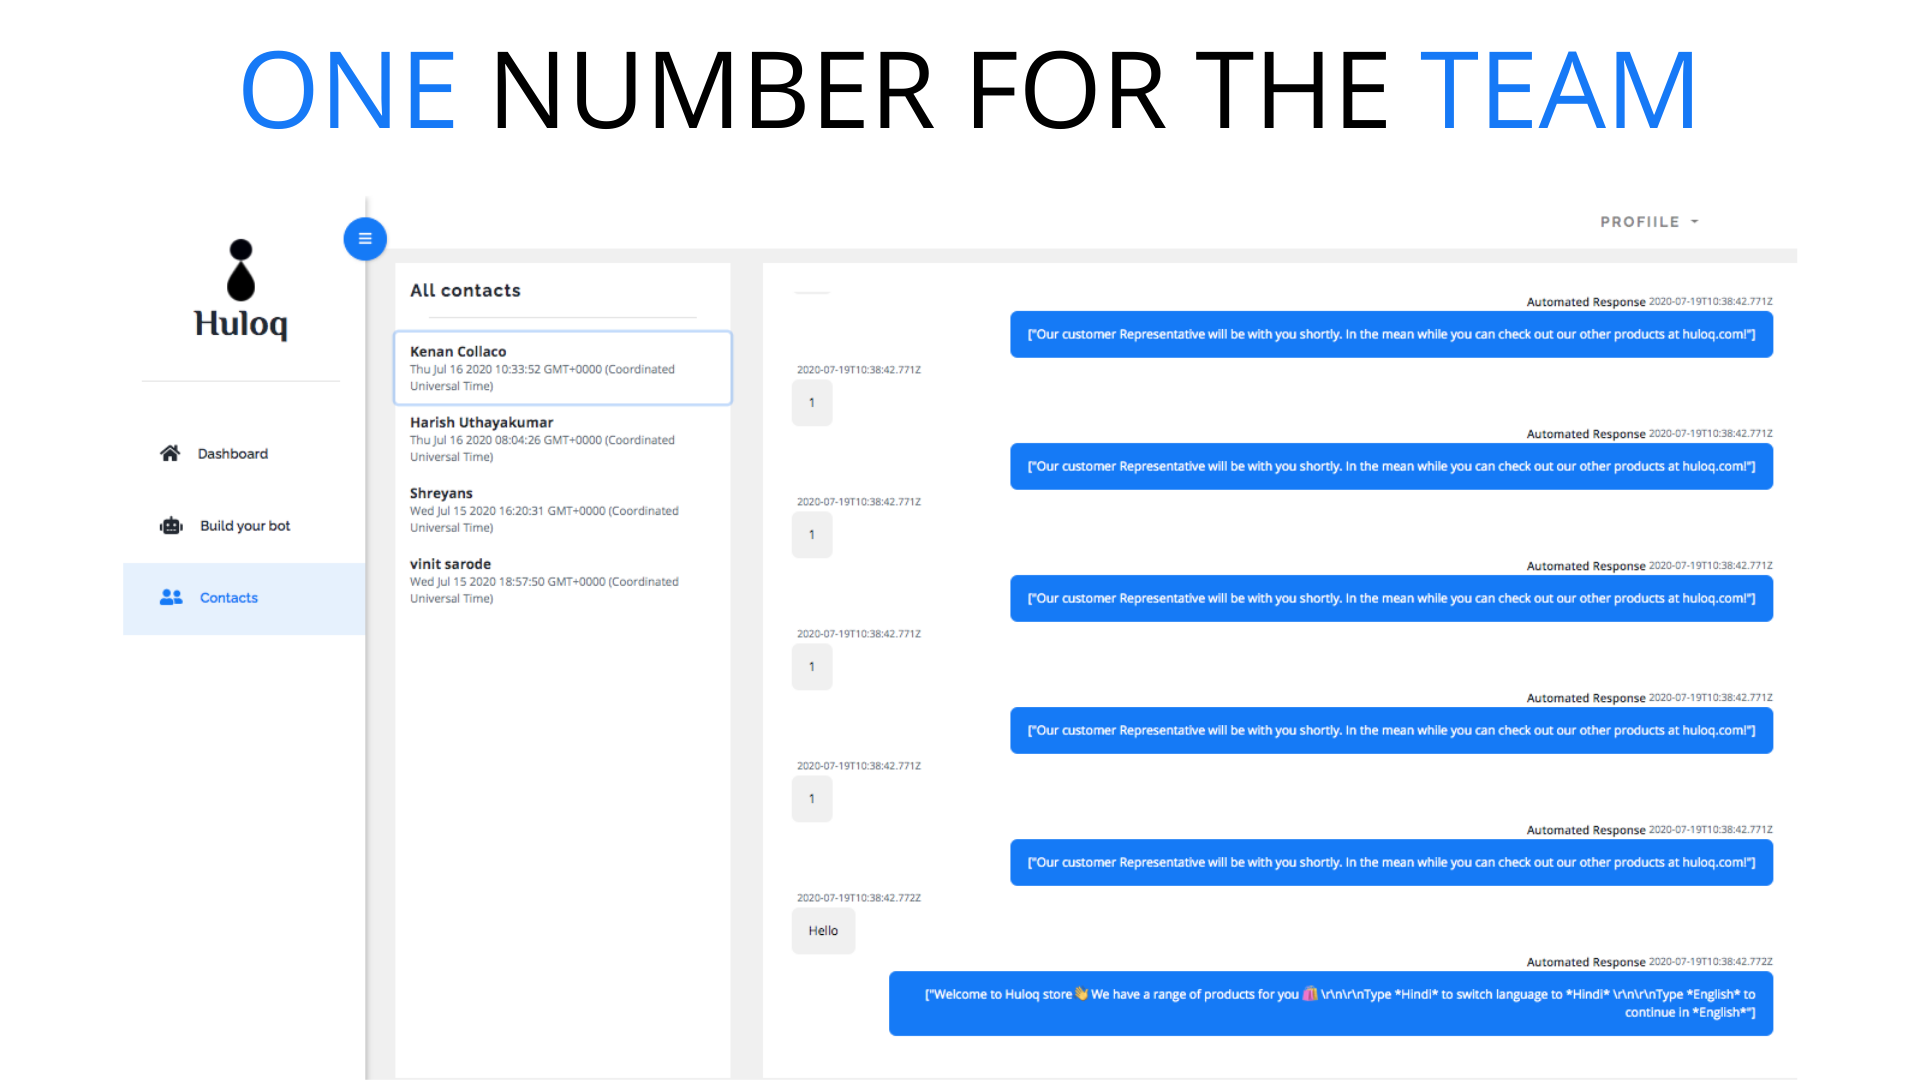 ONE NUMBER FOR THE TEAM
PROFIILE
Huloq
Dashboard
Build your bot
Contacts
All contacts
Kenan Collaco
Thu Jul 16 2020 10:33:52 GMT+0000 (Coordinated
Universal Time)
Harish Uthayakumar
Thu Jul 16 2020 08:04:26 GMT+0000 (Coordinated
Universal Time)
Shreyans
Wed Jul 15 2020 16:20:31 GMT+0000 (Coordinated
Universal Time)
vinit sarode
Wed Jul 15 2020 18:57:50 GMT+0000 (Coordinated
Universal Time)
Automated Response 2020-07-19T10:38:42.771Z
["Our customer Representative will be with you shortly. In the mean while you can check out our other products at huloq.com!"]
2020-07-19T10:38:42.771Z
1
Automated Response 2020-07-19T10:38:42.771Z
["Our customer Representative will be with you shortly. In the mean while you can check out our other products at huloq.com!"]
2020-07-19T10:38:42.771Z
1
Automated Response 2020-07-19T10:38:42.771Z
["Our customer Representative will be with you shortly. In the mean while you can check out our other products at huloq.com!"]
2020-07-19T10:38:42.771Z
1
Automated Response 2020-07-19T10:38:42.771Z
["Our customer Representative will be with you shortly. In the mean while you can check out our other products at huloq.com!"]
2020-07-19T10:38:42.771Z
1
Automated Response 2020-07-19T10:38:42.771Z
["Our customer Representative will be with you shortly. In the mean while you can check out our other products at huloq.com!"]
2020-07-19T10:38:42.772Z
Hello
Automated Response 2020-07-19T10:38:42.772Z
["Welcome to Huloq store 👋 We have a range of products for you 🛍️ \r\n\r\nType *Hindi* to switch language to *Hindi* \r\n\r\nType *English* to
continue in *English*"]